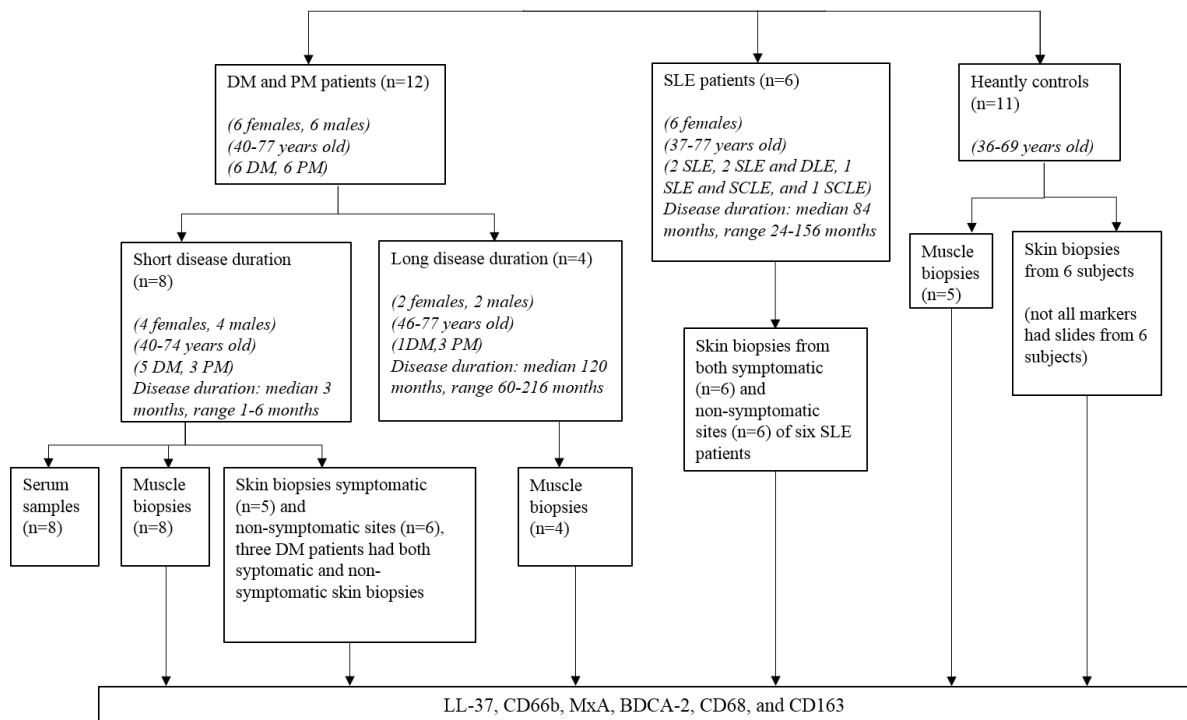 DM and PM patients (n=12)
(6 females, 6 males)
(40-77 years old)
(6 DM, 6 PM)
SLE patients (n=6)
(6 females)
(37-77 years old)
(2 SLE, 2 SLE and DLE, 1
SLE and SCLE, and 1 SCLE)
Disease duration: median 84
months, range 24-156 months
Heantly controls
(n=11)
(36-69 years old)
Short disease duration
(n=8)
(4 females, 4 males)
(40-74 years old)
(5 DM, 3 PM)
Disease duration: median 3
months, range 1-6 months
Long disease duration (n=4)
(2 females, 2 males)
(46-77 years old)
(1DM,3 PM)
Disease duration: median 120
months, range 60-216 months
Muscle
biopsies
(n=5)
Skin biopsies
from 6 subjects
(not all markers
had slides from 6
subjects)
Skin biopsies from
both symptomatic
(n=6) and
non-symptomatic
sites (n=6) of six SLE
patients
Serum
samples
(n=8)
Muscle
biopsies
(n=8)
Skin biopsies symptomatic
(n=5) and
non-symptomatic sites (n=6),
three DM patients had both
syptomatic and non-
symptomatic skin biopsies
Muscle
biopsies
(n=4)
LL-37, CD66b, MxA, BDCA-2, CD68, and CD163